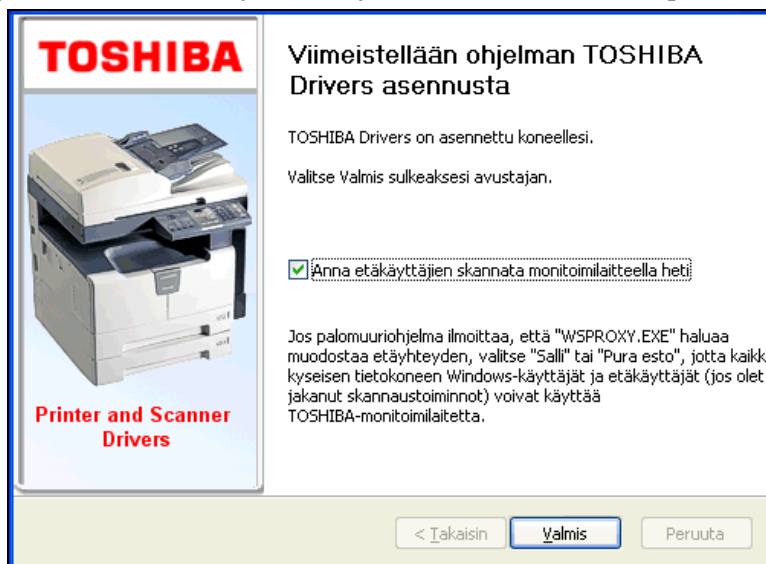 TOSHIBA
Printer and Scanner
Drivers
Viimeistellään ohjelman TOSHIBA
Drivers asennusta
TOSHIBA Drivers on asennettu koneellesi.
Valitse Valmis sulkeaksesi avustajan.
Anna etäkäyttäjien skannata monitoimilaitteella heti
Jos palomuuriohjelma ilmoittaa, että "WSPROXY.EXE" haluaa
muodostaa etäyhteyden, valitse "Salli" tai "Pura esto", jotta kaikk
kyseisen tietokoneen Windows-käyttäjät ja etäkäyttäjät (jos olet
jakanut skannaustoiminnot) voivat käyttää
TOSHIBA-monitoimilaitetta.
< Takaisin
Valmis
Peruuta